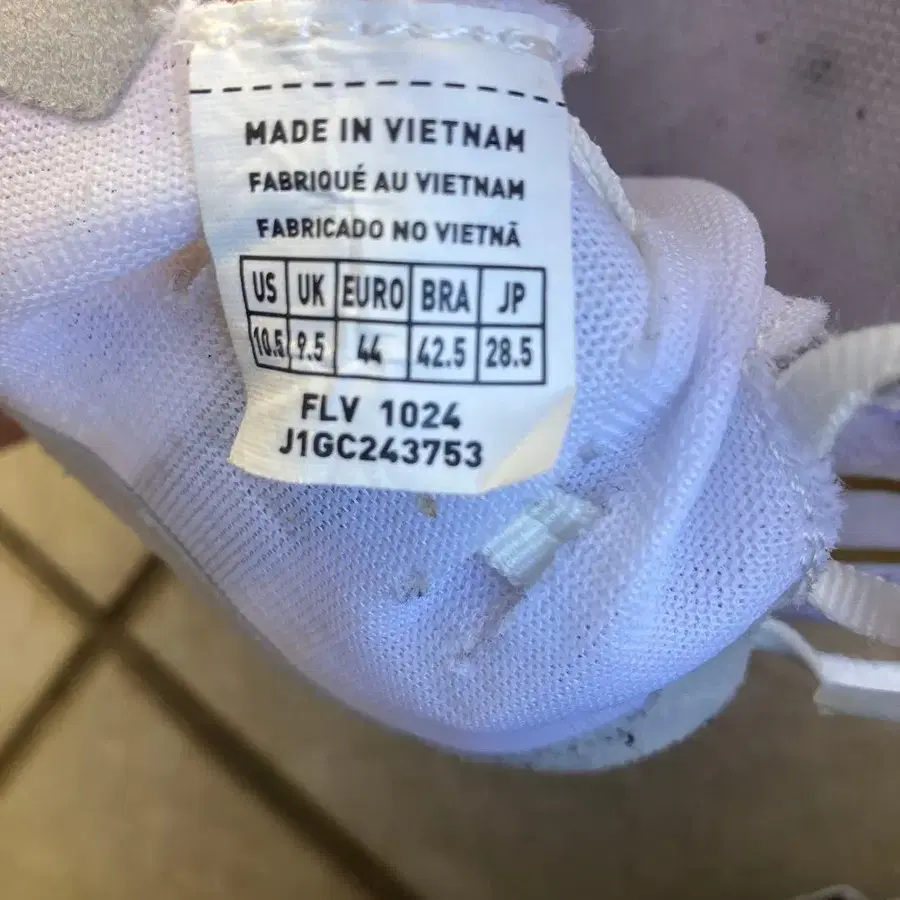 MADE IN VIETNAM
FABRIQUÉ AU VIETNAM
FABRICADO NO VIETNÃ
US UK EURO BRA JP
10.5 9.5 44 42.5 28.5
FLV 1024
J1GC243753